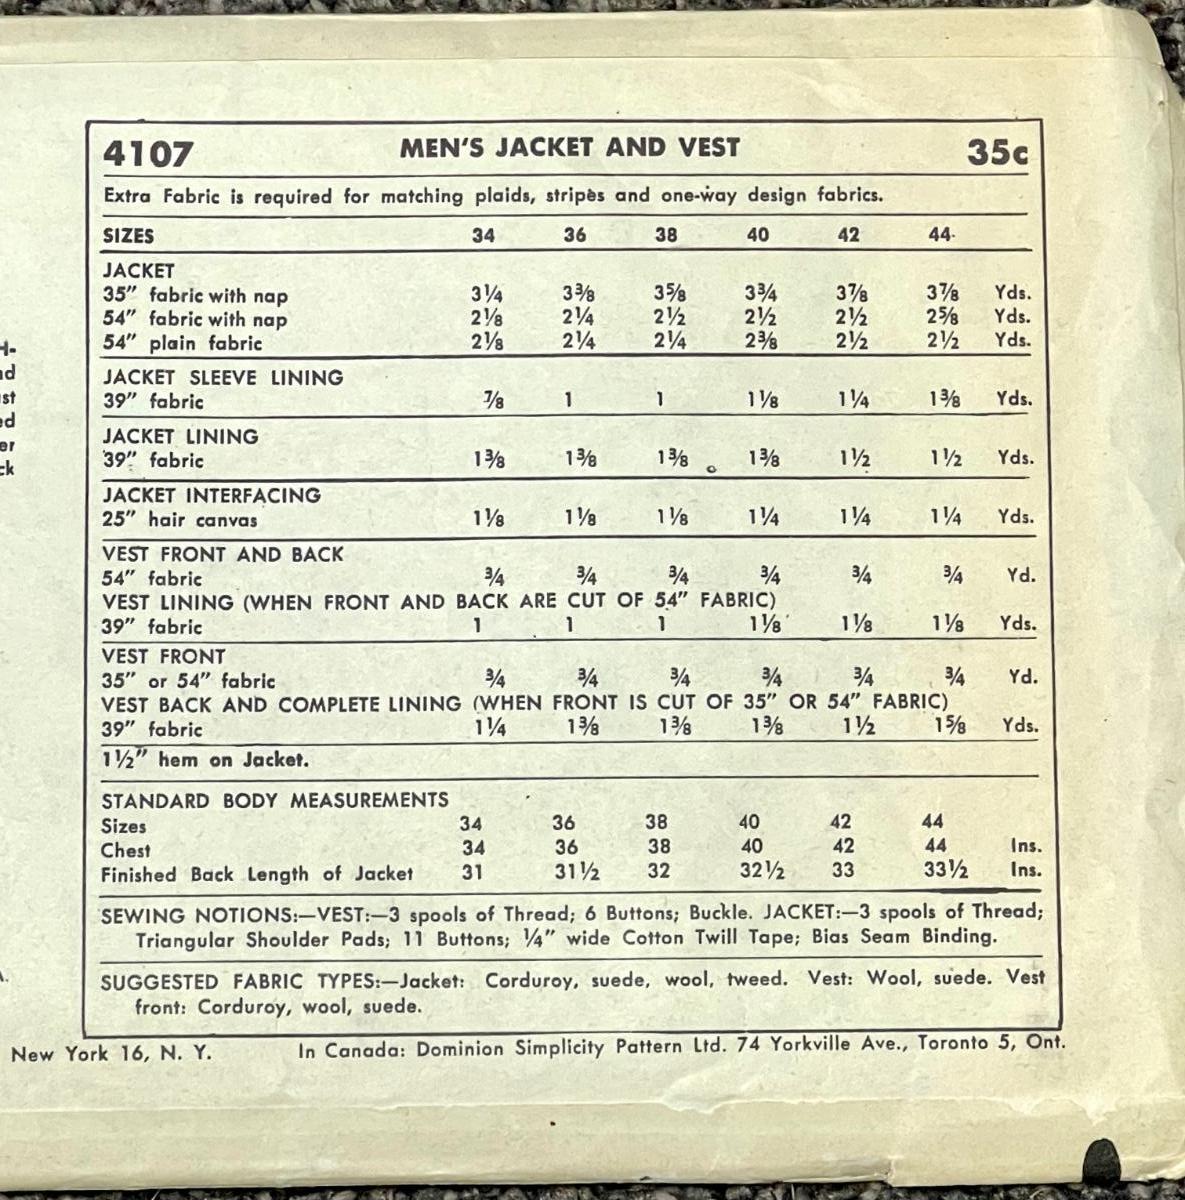 4107 MEN'S JACKET AND VEST 35c
Extra Fabric is required for matching plaids, stripes and one-way design fabrics.
SIZES 34 36 38 40 42 44
JACKET
35" fabric with nap 3¼ 3⅜ 3⅝ 3¾ 3⅞ 3⅞ Yds.
54" fabric with nap 2⅛ 2¼ 2½ 2½ 2½ 2⅝ Yds.
54" plain fabric 2⅛ 2¼ 2¼ 2⅜ 2½ 2½ Yds.
JACKET SLEEVE LINING
39" fabric ⅞ 1 1 1⅛ 1¼ 1⅜ Yds.
JACKET LINING
39" fabric 1⅜ 1⅜ 1⅜ 1⅜ 1½ 1½ Yds.
JACKET INTERFACING
25" hair canvas 1⅛ 1⅛ 1⅛ 1¼ 1¼ 1¼ Yds.
VEST FRONT AND BACK
54" fabric ¾ ¾ ¾ ¾ ¾ ¾ Yd.
VEST LINING (WHEN FRONT AND BACK ARE CUT OF 54" FABRIC)
39" fabric 1 1 1 1⅛ 1⅛ 1⅛ Yds.
VEST FRONT
35" or 54" fabric ¾ ¾ ¾ ¾ ¾ ¾ Yd.
VEST BACK AND COMPLETE LINING (WHEN FRONT IS CUT OF 35" OR 54" FABRIC)
39" fabric 1¼ 1⅜ 1⅜ 1⅜ 1½ 1⅝ Yds.
1½" hem on Jacket.
STANDARD BODY MEASUREMENTS
Sizes 34 36 38 40 42 44
Chest 34 36 38 40 42 44 Ins.
Finished Back Length of Jacket 31 31½ 32 32½ 33 33½ Ins.
SEWING NOTIONS:—VEST:—3 spools of Thread; 6 Buttons; Buckle. JACKET:—3 spools of Thread;
Triangular Shoulder Pads; 11 Buttons; ¼" wide Cotton Twill Tape; Bias Seam Binding.
SUGGESTED FABRIC TYPES:—Jacket: Corduroy, suede, wool, tweed. Vest: Wool, suede. Vest
front: Corduroy, wool, suede.
New York 16, N. Y. In Canada: Dominion Simplicity Pattern Ltd. 74 Yorkville Ave., Toronto 5, Ont.